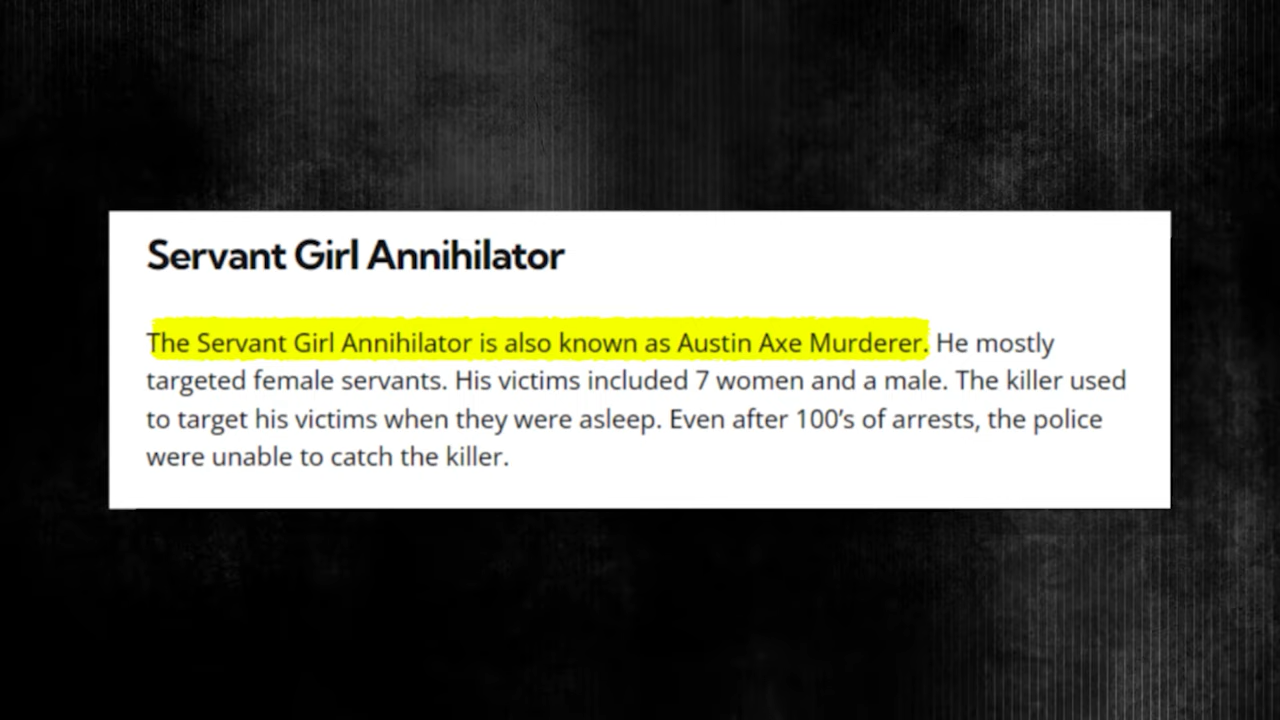 Servant Girl Annihilator
The Servant Girl Annihilator is also known as Austin Axe Murderer. He mostly
targeted female servants. His victims included 7 women and a male. The killer used
to target his victims when they were asleep. Even after 100’s of arrests, the police
were unable to catch the killer.